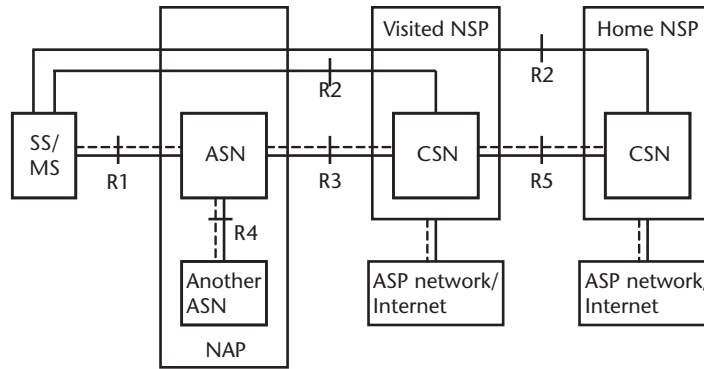 Visited NSP
Home NSP
R2
R2
SS/
MS
ASN
CSN
CSN
R1
R3
R5
R4
Another
ASN
ASP network/
Internet
ASP network/
Internet
NAP